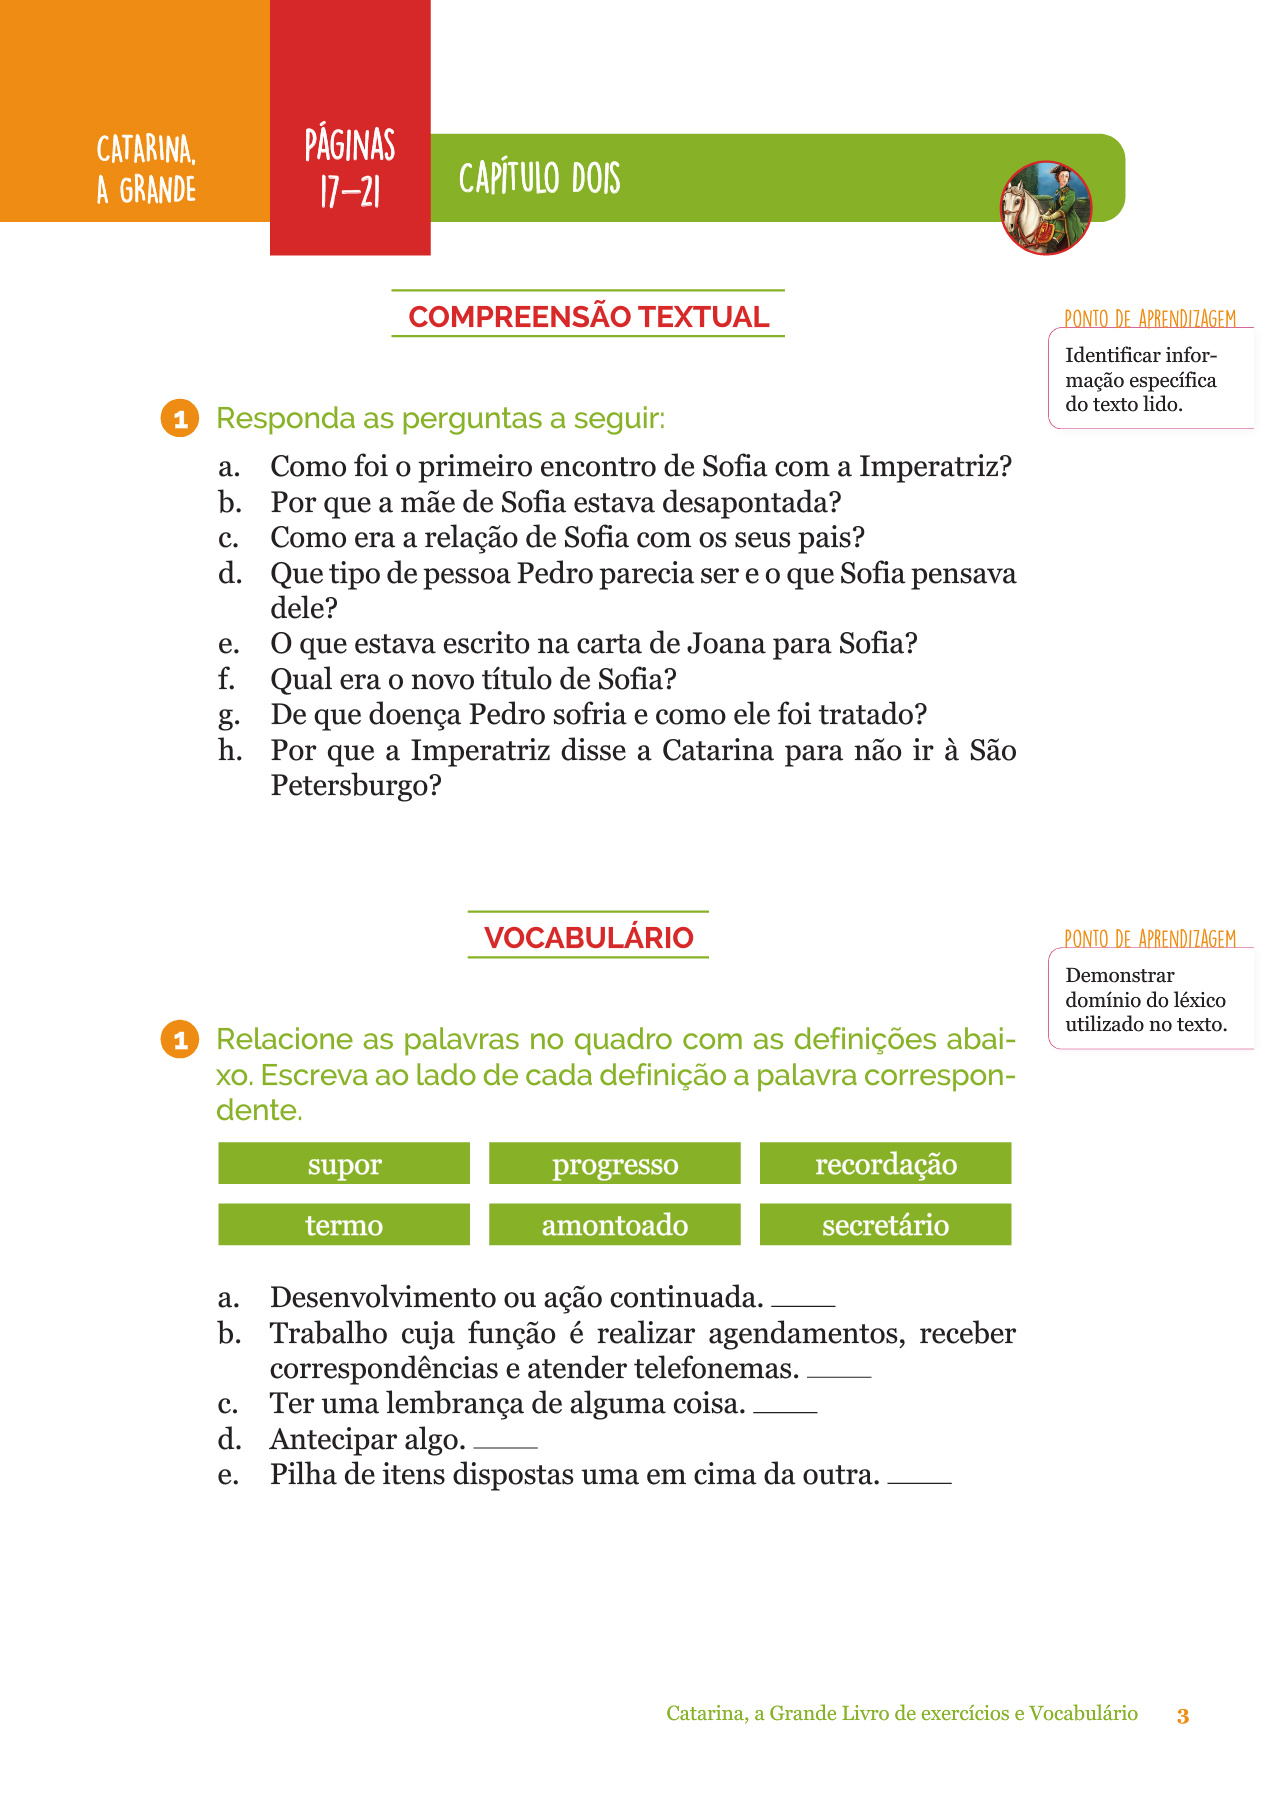 CATARINA,
A GRANDE
PÁGINAS
17–21
CAPÍTULO DOIS
COMPREENSÃO TEXTUAL
PONTO DE APRENDIZAGEM
Identificar infor-
mação específica
do texto lido.
1 Responda as perguntas a seguir:
a. Como foi o primeiro encontro de Sofia com a Imperatriz?
b. Por que a mãe de Sofia estava desapontada?
c. Como era a relação de Sofia com os seus pais?
d. Que tipo de pessoa Pedro parecia ser e o que Sofia pensava
dele?
e. O que estava escrito na carta de Joana para Sofia?
f. Qual era o novo título de Sofia?
g. De que doença Pedro sofria e como ele foi tratado?
h. Por que a Imperatriz disse a Catarina para não ir à São
Petersburgo?
VOCABULÁRIO
PONTO DE APRENDIZAGEM
Demonstrar
domínio do léxico
utilizado no texto.
1 Relacione as palavras no quadro com as definições abai-
xo. Escreva ao lado de cada definição a palavra correspon-
dente.
supor progresso recordação
termo amontoado secretário
a. Desenvolvimento ou ação continuada. ____
b. Trabalho cuja função é realizar agendamentos, receber
correspondências e atender telefonemas. ____
c. Ter uma lembrança de alguma coisa. ____
d. Antecipar algo. ____
e. Pilha de itens dispostas uma em cima da outra. ____
Catarina, a Grande Livro de exercícios e Vocabulário 3